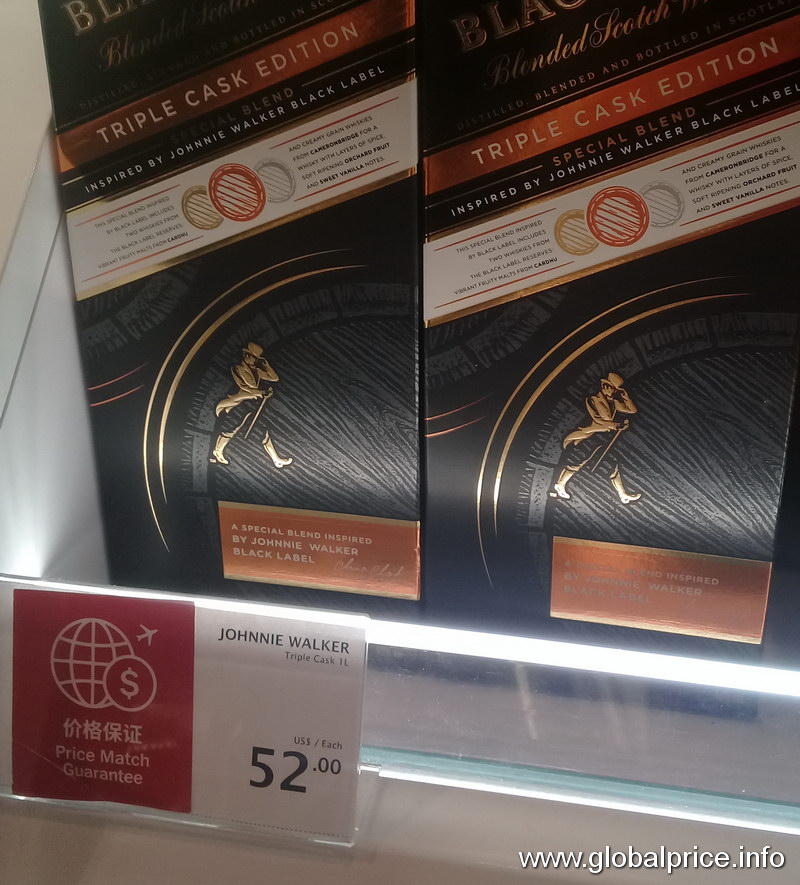 BLA
Blended Scotch
DISTILLED, BLENDED AND BOTTLED IN SCOTLA
TRIPLE CASK EDITION
SPECIAL BLEND
INSPIRED BY JOHNNIE WALKER BLACK LABEL
THIS SPECIAL BLEND INSPIRED
BY BLACK LABEL INCLUDES
TWO WHISKIES FROM
THE BLACK LABEL RESERVES
VIBRANT FRUITY MALTS FROM CARDHU
AND CREAMY GRAIN WHISKIES
FROM CAMERONBRIDGE FOR A
WHISKY WITH LAYERS OF SPICE,
SOFT RIPENING ORCHARD FRUIT
AND SWEET VANILLA NOTES.
A SPECIAL BLEND INSPIRED
BY JOHNNIE WALKER
BLACK LABEL
BLAC
Blended Scotch W
DISTILLED, BLENDED AND BOTTLED IN SCOTLA
TRIPLE CASK EDITION
SPECIAL BLEND
INSPIRED BY JOHNNIE WALKER BLACK LABEL
THIS SPECIAL BLEND INSPIRED
BY BLACK LABEL INCLUDES
TWO WHISKIES FROM
THE BLACK LABEL RESERVES
VIBRANT FRUITY MALTS FROM CARDHU
AND CREAMY GRAIN WHISKIES
FROM CAMERONBRIDGE FOR A
WHISKY WITH LAYERS OF SPICE,
SOFT RIPENING ORCHARD FRUIT
AND SWEET VANILLA NOTES.
A SPECIAL BLEND INSPIRED
BY JOHNNIE WALKER
BLACK LABEL
$
价格保证
Price Match
Guarantee
JOHNNIE WALKER
Triple Cask 1L
US$ / Each
52.00
www.globalprice.info